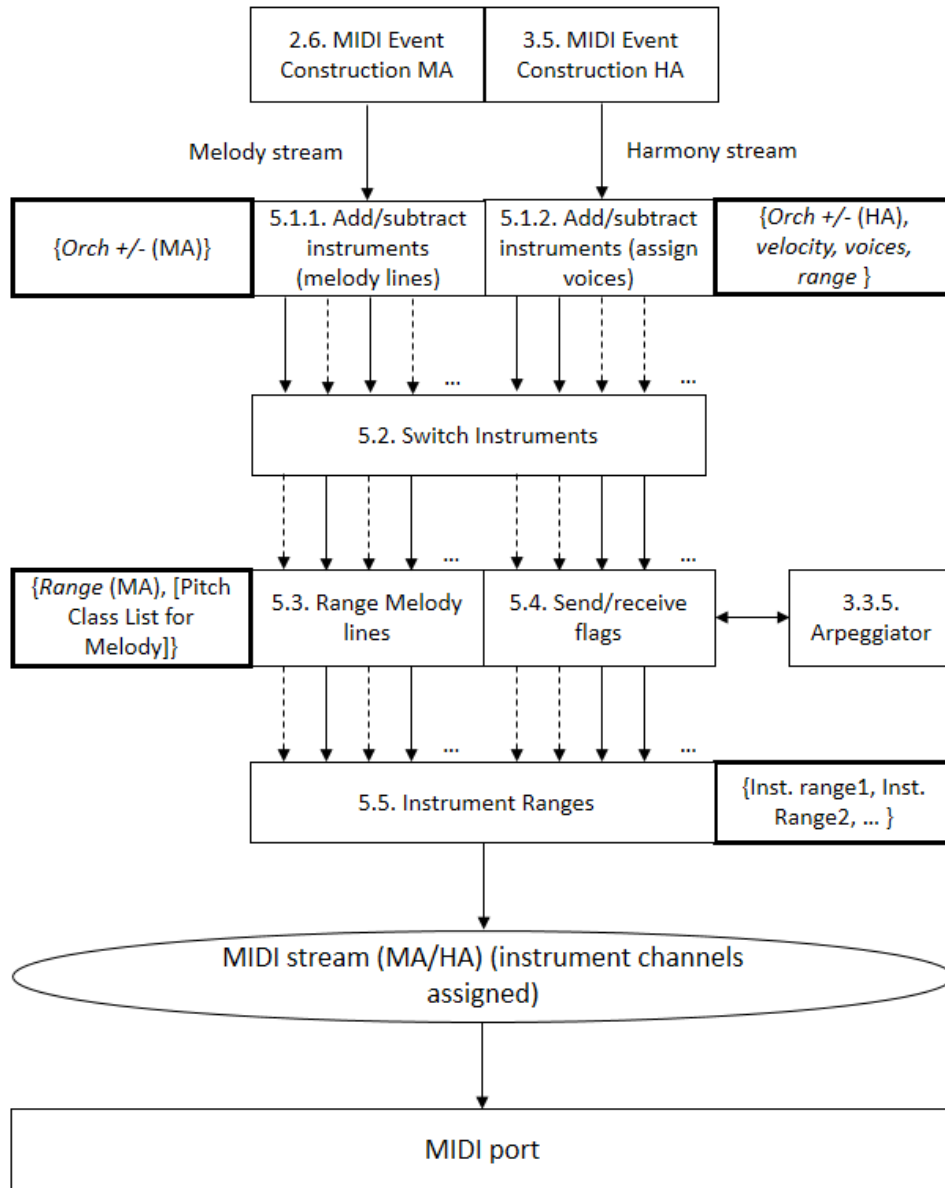 2.6. MIDI Event
Construction MA
3.5. MIDI Event
Construction HA
Melody stream
Harmony stream
{Orch +/- (MA)}
5.1.1. Add/subtract
instruments
(melody lines)
5.1.2. Add/subtract
instruments (assign
voices)
{Orch +/- (HA),
velocity, voices,
range }
...
...
5.2. Switch Instruments
...
...
{Range (MA), [Pitch
Class List for
Melody]}
5.3. Range Melody
lines
5.4. Send/receive
flags
3.3.5.
Arpeggiator
...
...
5.5. Instrument Ranges
{Inst. range1, Inst.
Range2, ... }
MIDI stream (MA/HA) (instrument channels
assigned)
MIDI port